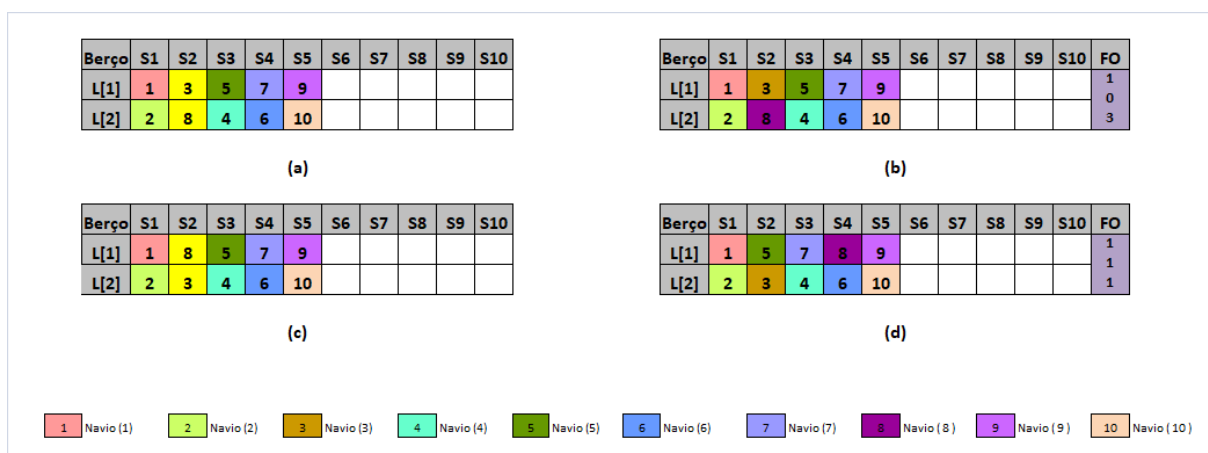 Berço S1 S2 S3 S4 S5 S6 S7 S8 S9 S10
L[1] 1 3 5 7 9
L[2] 2 8 4 6 10
(a)
Berço S1 S2 S3 S4 S5 S6 S7 S8 S9 S10 FO
L[1] 1 3 5 7 9
L[2] 2 8 4 6 10
1
0
3
(b)
Berço S1 S2 S3 S4 S5 S6 S7 S8 S9 S10
L[1] 1 8 5 7 9
L[2] 2 3 4 6 10
(c)
Berço S1 S2 S3 S4 S5 S6 S7 S8 S9 S10 FO
L[1] 1 5 7 8 9
L[2] 2 3 4 6 10
1
1
1
(d)
1 Navio (1) 2 Navio (2) 3 Navio (3) 4 Navio (4) 5 Navio (5) 6 Navio (6) 7 Navio (7) 8 Navio ( 8 ) 9 Navio ( 9 ) 10 Navio ( 10 )